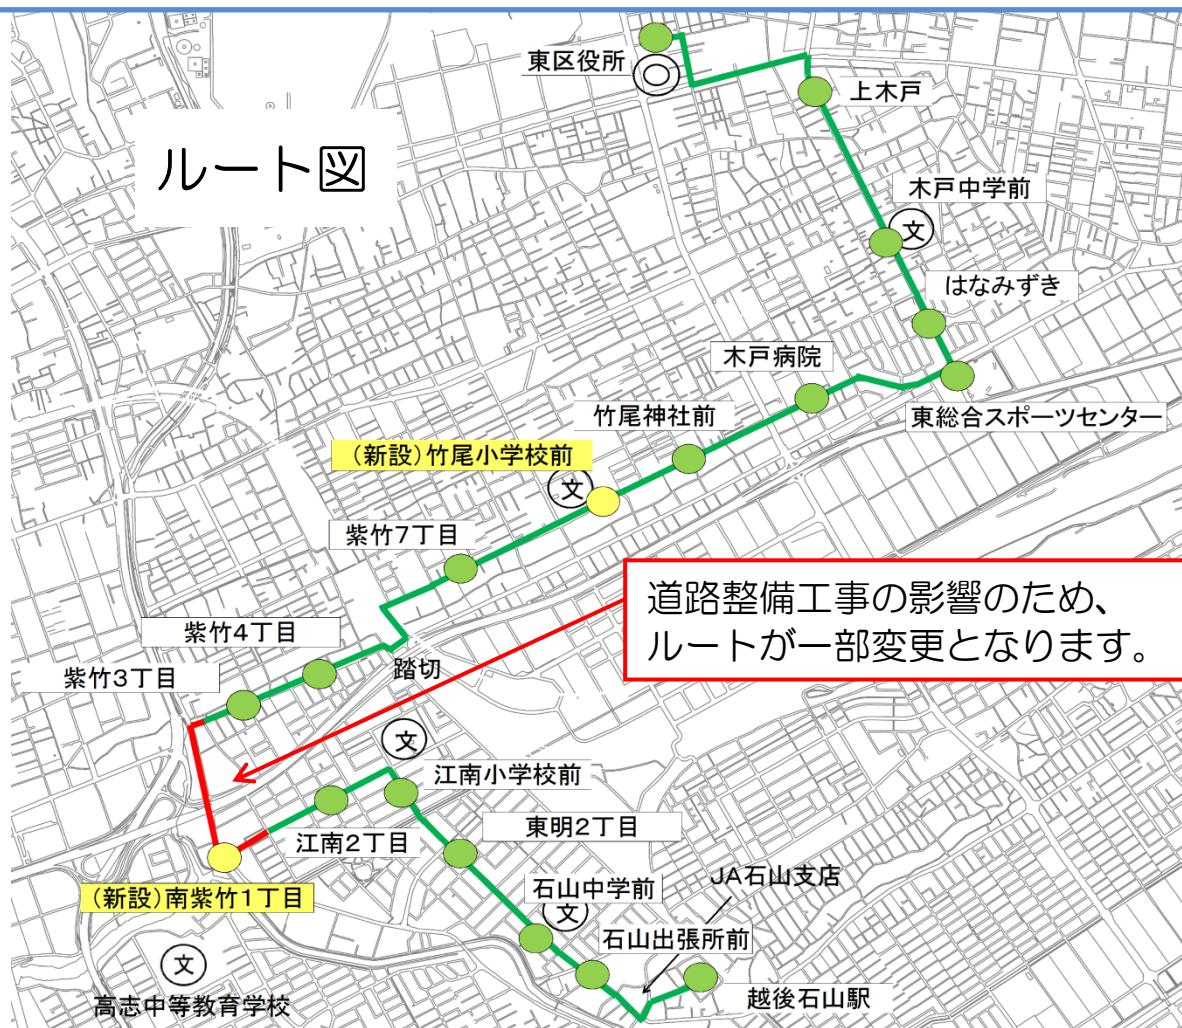 東区役所
上木戸
ルート図
木戸中学前
文
はなみずき
木戸病院
東総合スポーツセンター
竹尾神社前
(新設)竹尾小学校前
文
紫竹7丁目
道路整備工事の影響のため、
ルートが一部変更となります。
紫竹4丁目
踏切
紫竹3丁目
文
江南小学校前
東明2丁目
江南2丁目
JA石山支店
石山中学前
(新設)南紫竹1丁目
文
石山出張所前
文
越後石山駅
高志中等教育学校